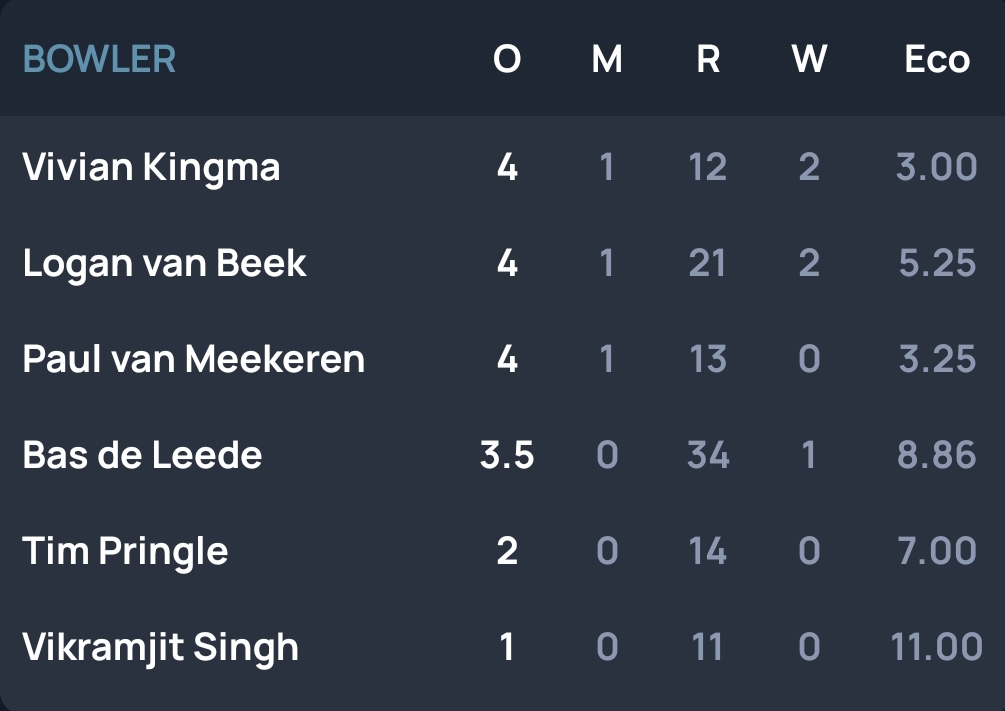 BOWLER O M R W Eco
Vivian Kingma 4 1 12 2 3.00
Logan van Beek 4 1 21 2 5.25
Paul van Meekeren 4 1 13 0 3.25
Bas de Leede 3.5 0 34 1 8.86
Tim Pringle 2 0 14 0 7.00
Vikramjit Singh 1 0 11 0 11.00